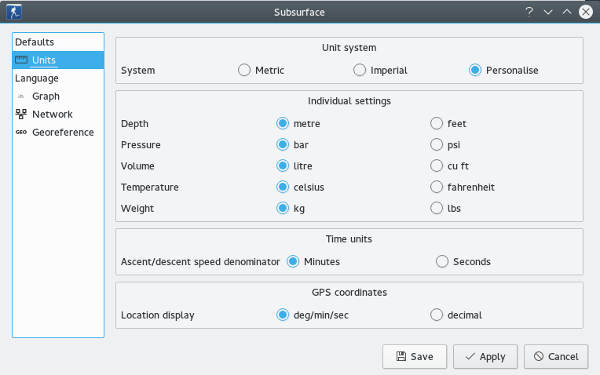 Subsurface
Defaults
Units
Language
Graph
Network
GEO Georeference
Unit system
System Metric Imperial Personalise
Individual settings
Depth metre feet
Pressure bar psi
Volume litre cu ft
Temperature celsius fahrenheit
Weight kg lbs
Time units
Ascent/descent speed denominator Minutes Seconds
GPS coordinates
Location display deg/min/sec decimal
Save Apply Cancel